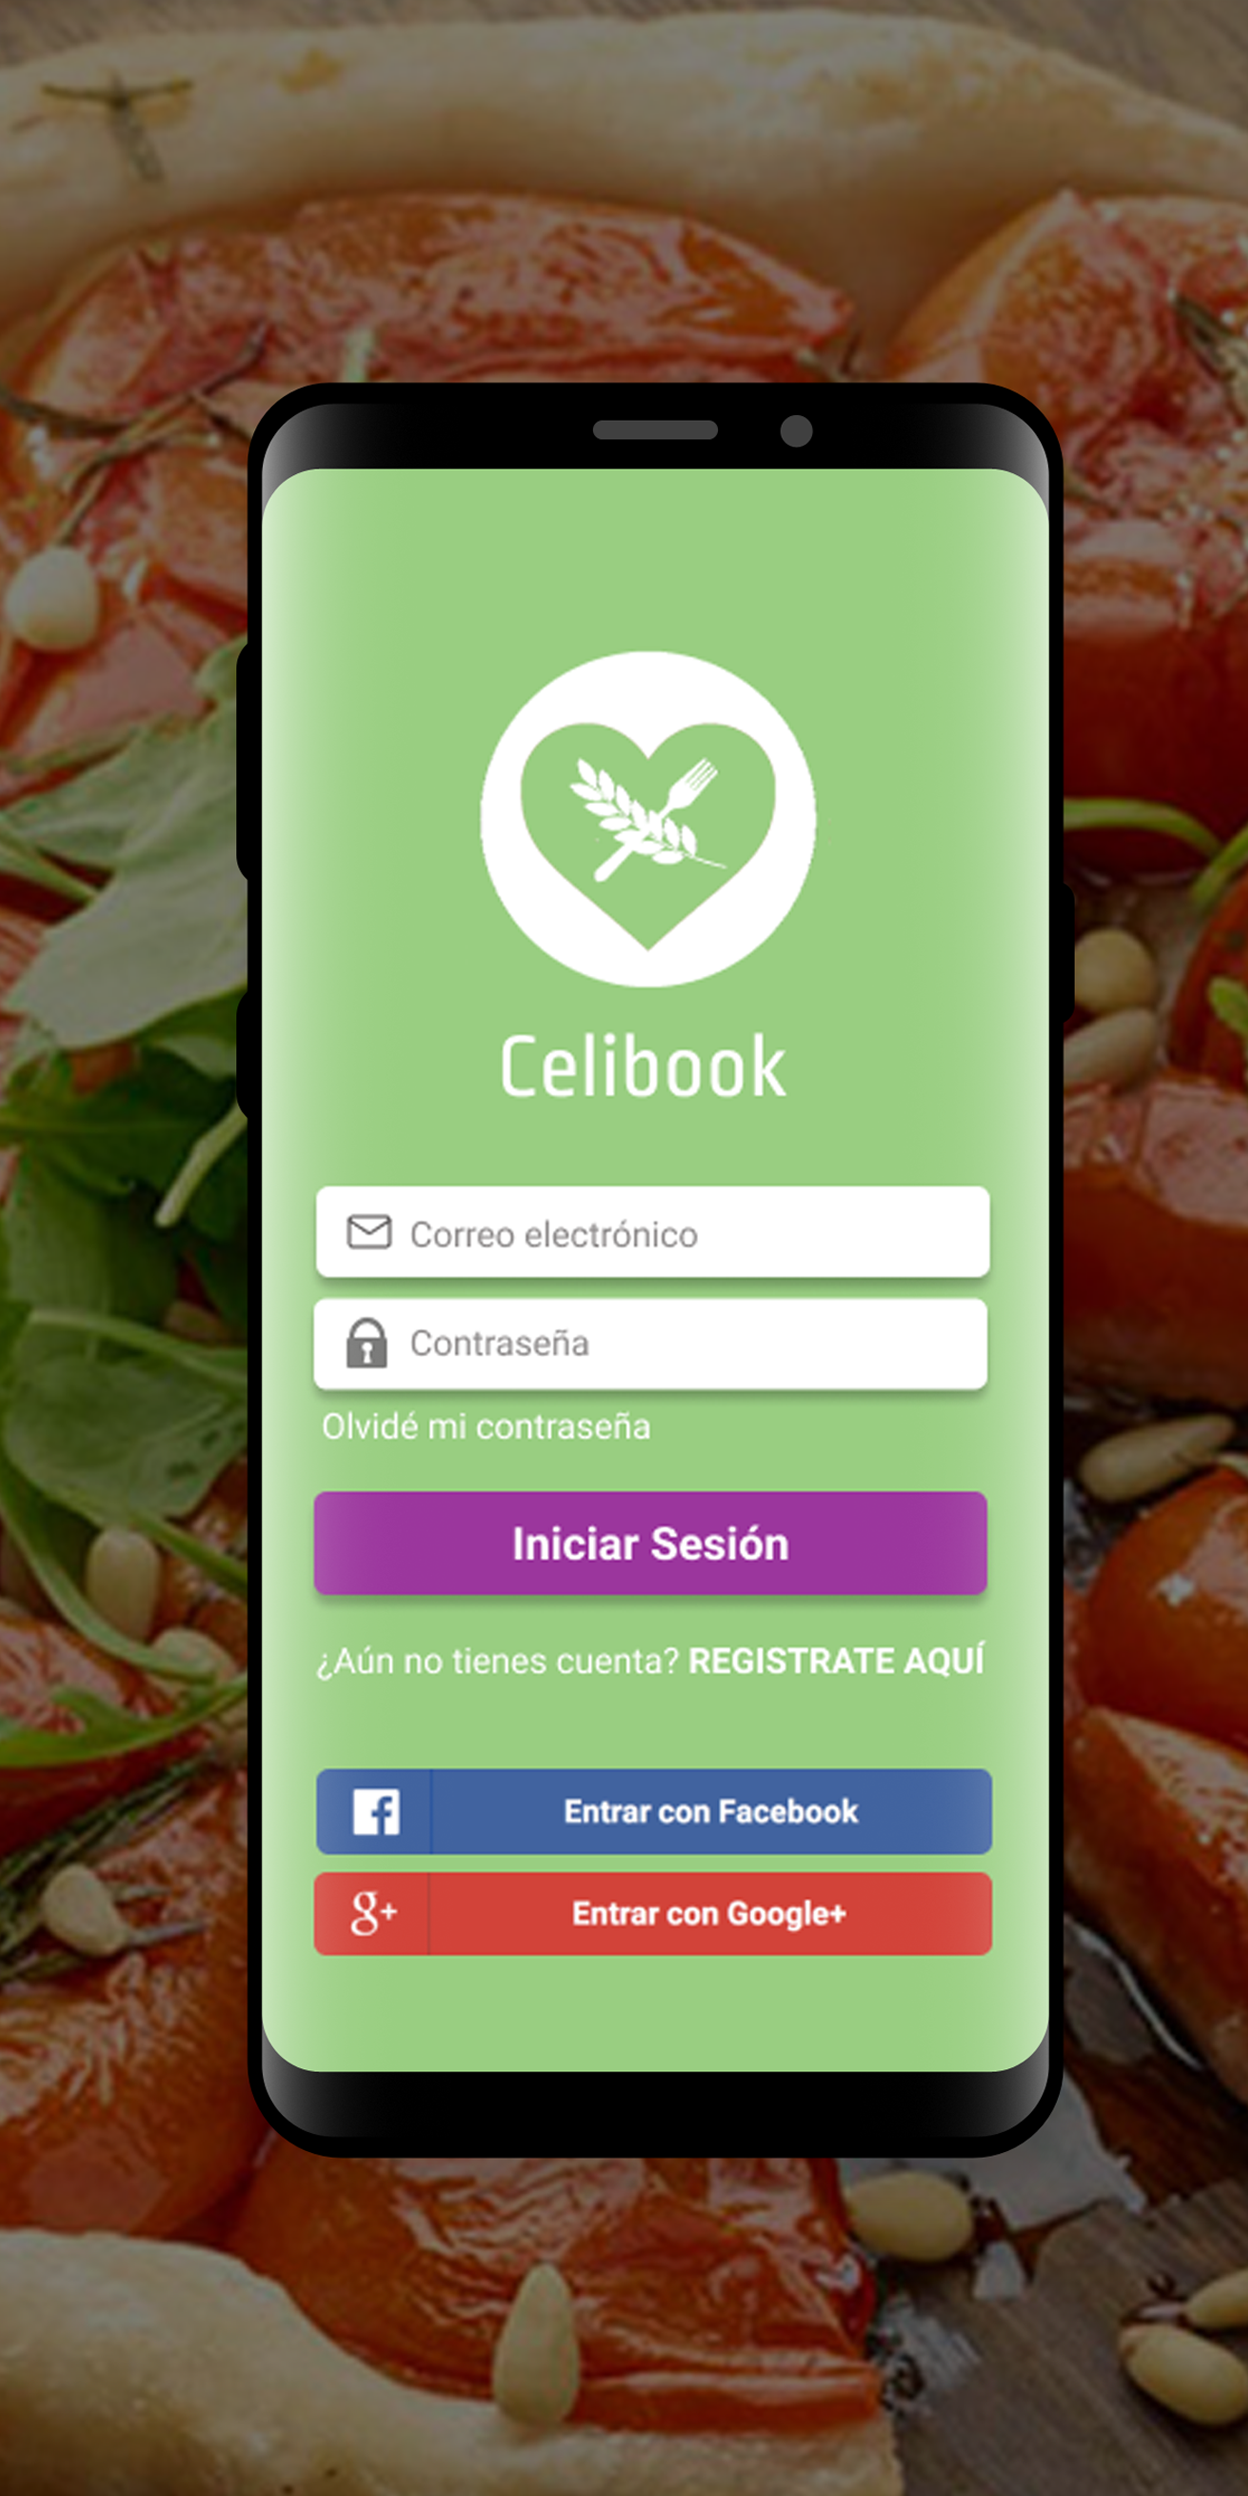 Celibook
Correo electrónico
Contraseña
Olvidé mi contraseña
Iniciar Sesión
¿Aún no tienes cuenta? REGISTRATE AQUÍ
Entrar con Facebook
g+ Entrar con Google+